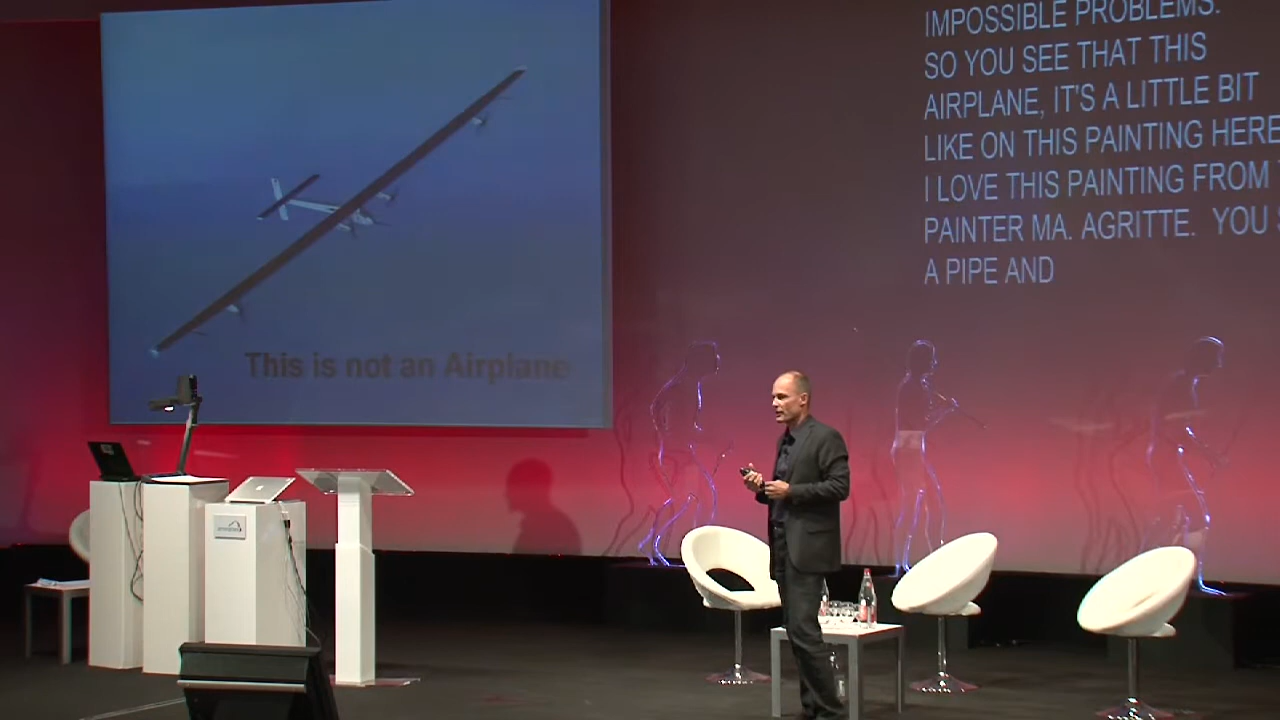 This is not an Airplane
IMPOSSIBLE PROBLEMS.
SO YOU SEE THAT THIS
AIRPLANE, IT'S A LITTLE BIT
LIKE ON THIS PAINTING HERE
I LOVE THIS PAINTING FROM
PAINTER MA. AGRITTE. YOU
A PIPE AND